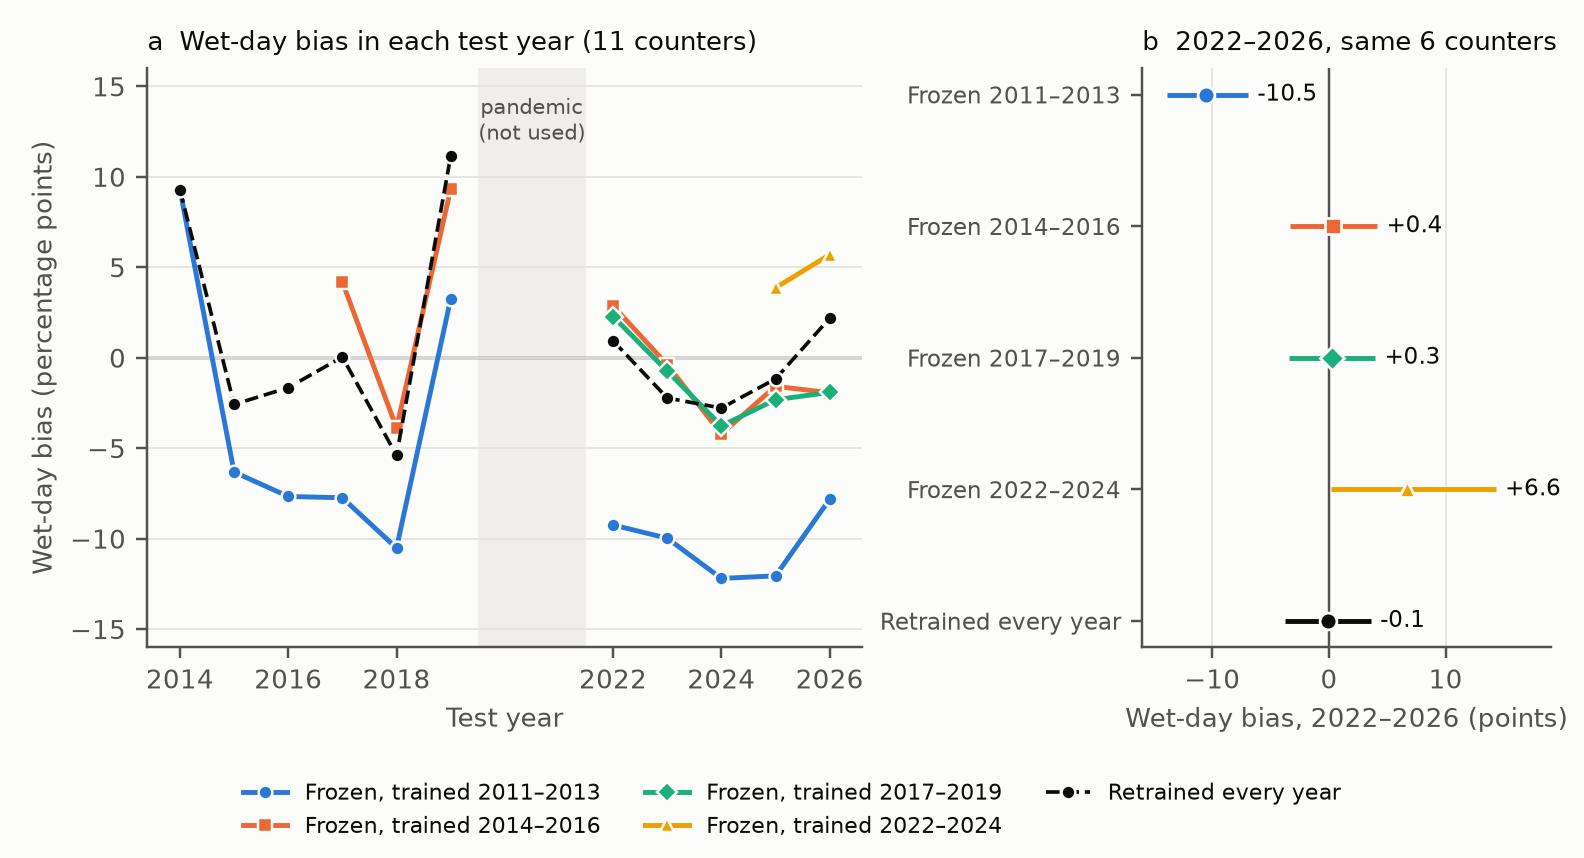 a Wet-day bias in each test year (11 counters)
Wet-day bias (percentage points)
15
10
5
0
−5
−10
−15
pandemic
(not used)
2014
2016
2018
2022
2024
2026
Test year
b 2022–2026, same 6 counters
Frozen 2011–2013
-10.5
Frozen 2014–2016
+0.4
Frozen 2017–2019
+0.3
Frozen 2022–2024
+6.6
Retrained every year
-0.1
−10
0
10
Wet-day bias, 2022–2026 (points)
Frozen, trained 2011–2013
Frozen, trained 2014–2016
Frozen, trained 2017–2019
Frozen, trained 2022–2024
Retrained every year